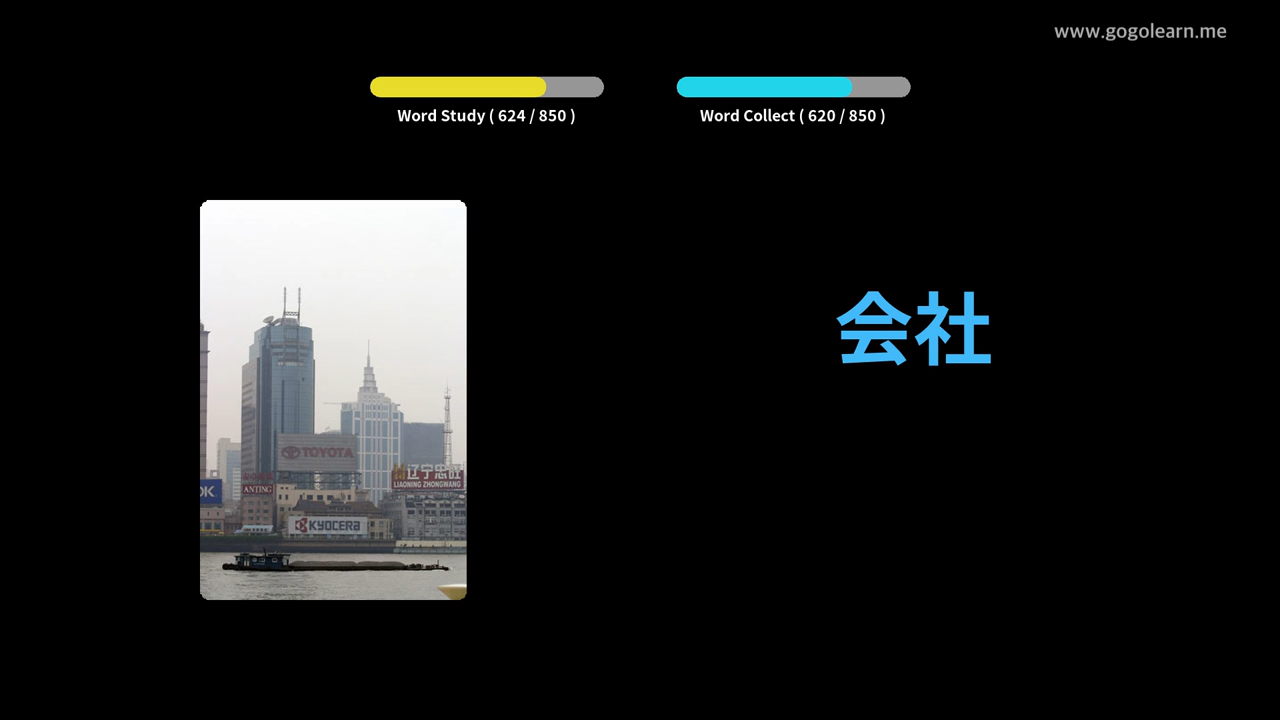 www.gogolearn.me
Word Study ( 624 / 850 )
Word Collect ( 620 / 850 )
会社
TOYOTA
辽宁忠旺
LIAONING ZHONGWANG
ANTING
KYOCERA